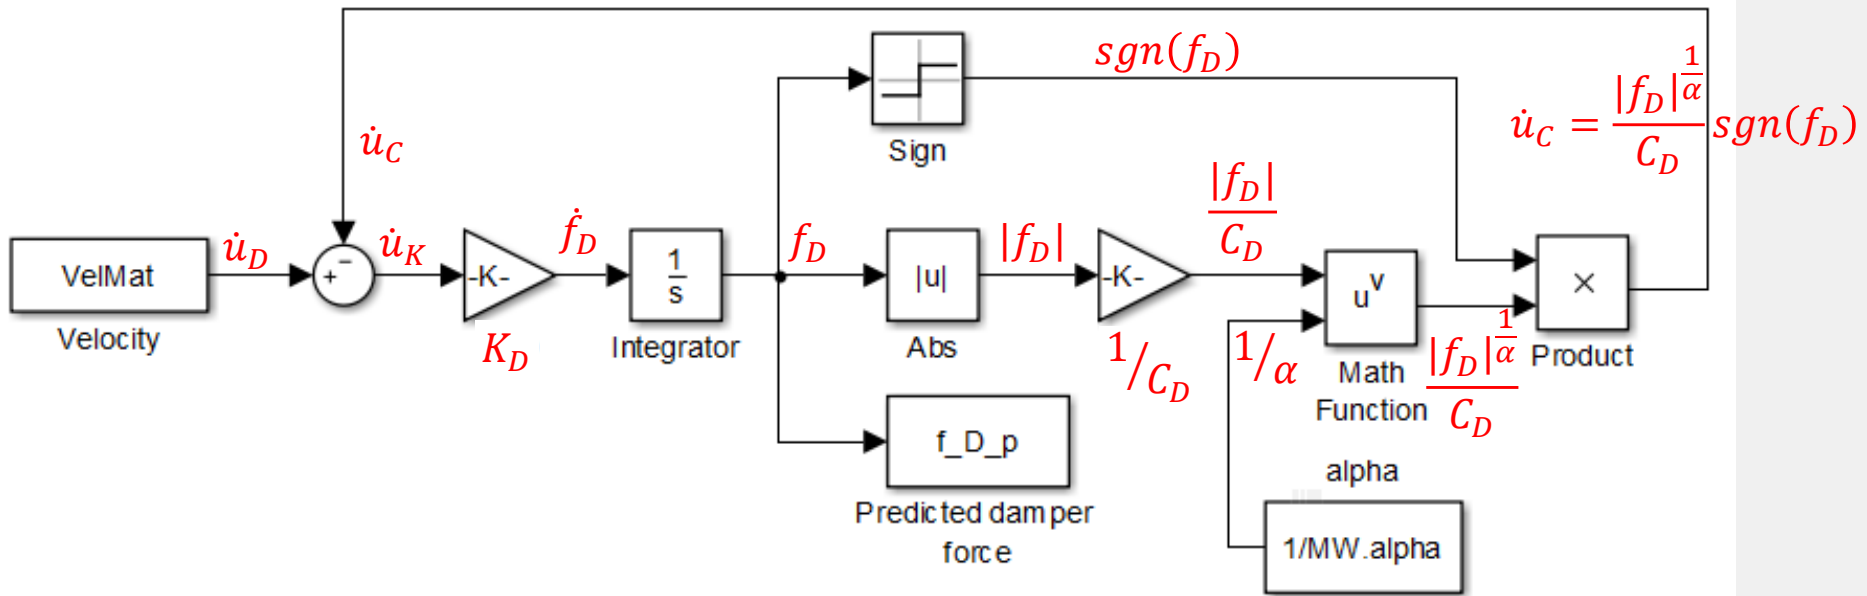 sgn(f_D)
u̇_C = |f_D|^{1/α} / C_D sgn(f_D)
u̇_C
Sign
|f_D| / C_D
VelMat
u̇_D
+ −
u̇_K
-K-
ḟ_D
1/s
f_D
|u|
|f_D|
-K-
u^v
×
Velocity
K_D
Integrator
Abs
1/C_D
1/α
Math
Function
|f_D|^{1/α} / C_D
Product
f_D_p
Predicted damper
force
alpha
1/MW.alpha